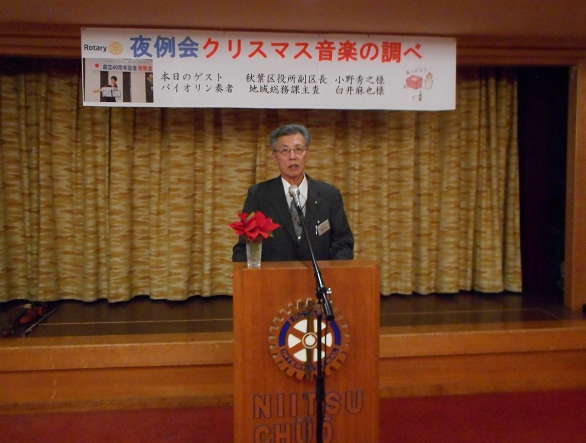 Rotary 夜例会クリスマス音楽の調べ
本日のゲスト 秋葉区役所副区長 小野秀之様
バイオリン奏者 地域総務課主査 白井麻也様
NIITSU
CHŪŌ